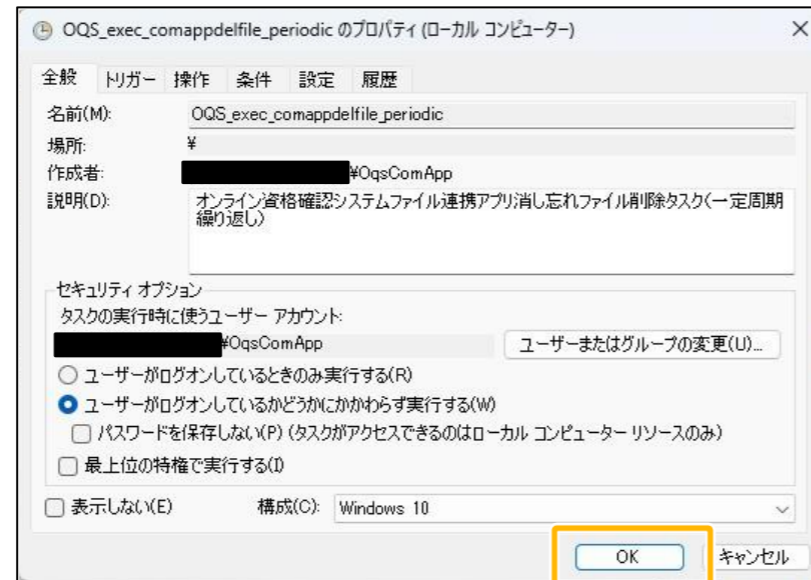 OQS_exec_comappdelfile_periodic のプロパティ (ローカル コンピューター)
全般 トリガー 操作 条件 設定 履歴
名前(M): OQS_exec_comappdelfile_periodic
場所: ¥
作成者: ¥OqsComApp
説明(D): オンライン資格確認システムファイル連携アプリ消し忘れファイル削除タスク(一定周期
繰り返し)
セキュリティ オプション
タスクの実行時に使うユーザー アカウント:
¥OqsComApp ユーザーまたはグループの変更(U)...
ユーザーがログオンしているときのみ実行する(R)
ユーザーがログオンしているかどうかにかかわらず実行する(W)
パスワードを保存しない(P) (タスクがアクセスできるのはローカル コンピューター リソースのみ)
最上位の特権で実行する(I)
表示しない(E) 構成(C): Windows 10
OK キャンセル